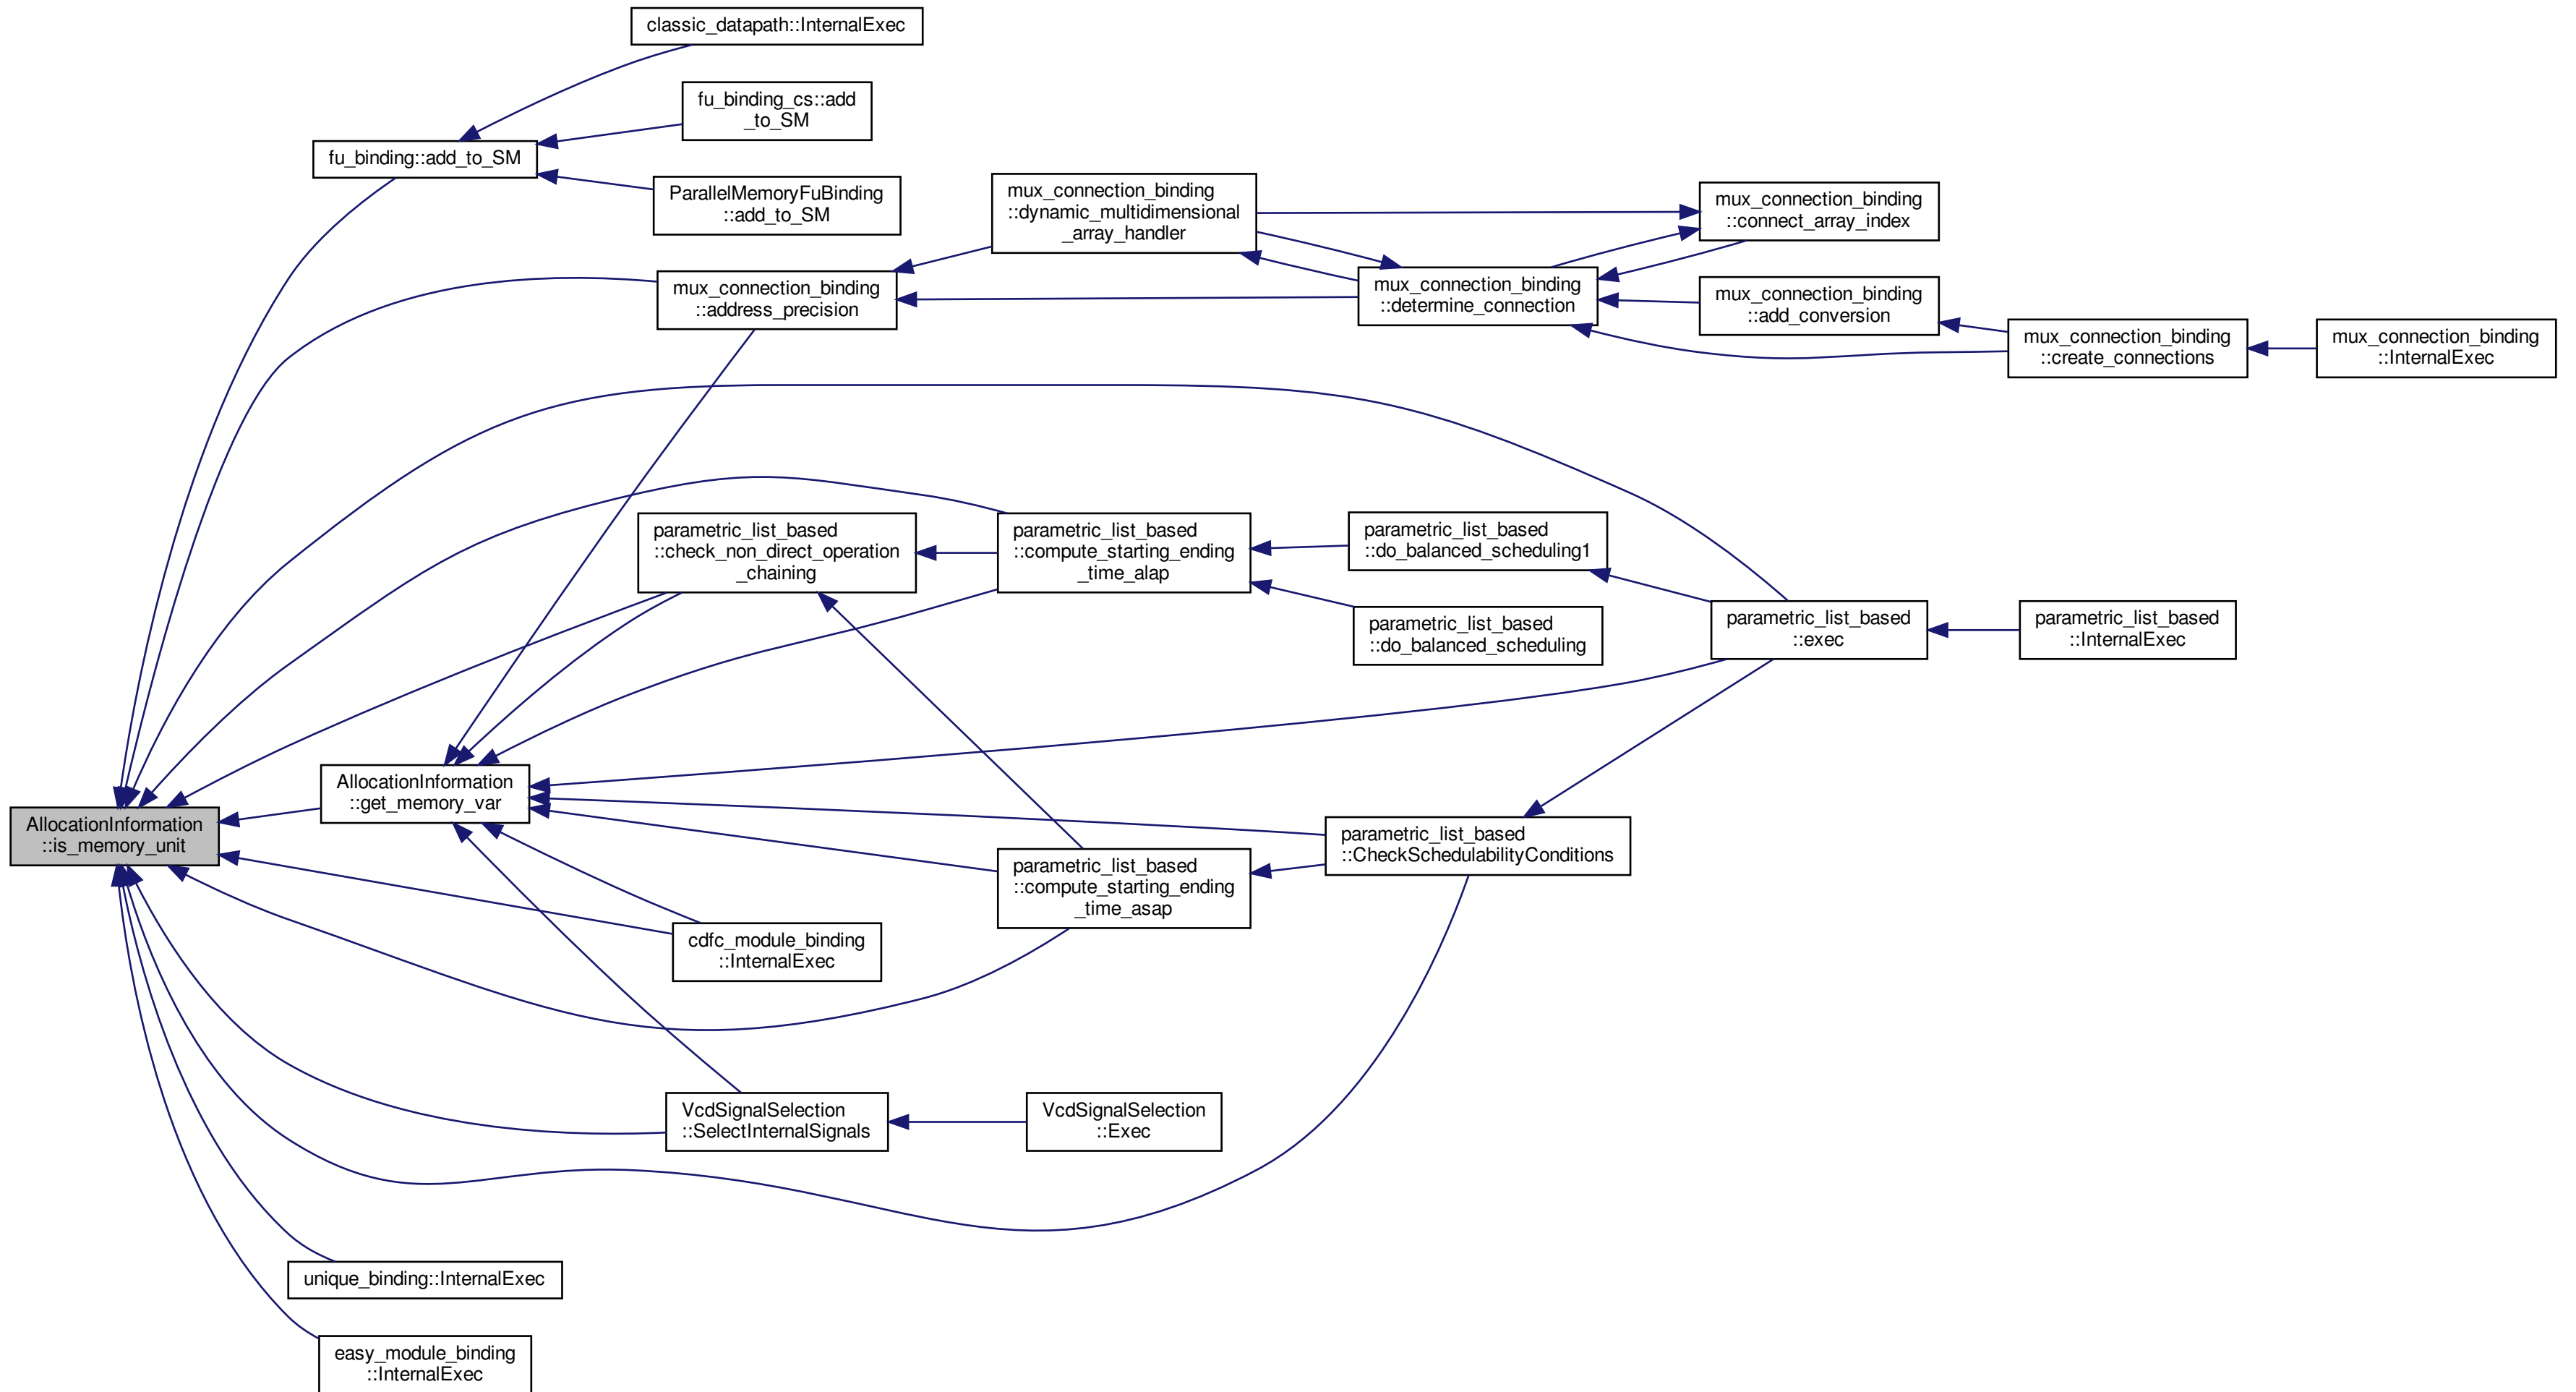 classic_datapath::InternalExec
fu_binding_cs::add
_to_SM
fu_binding::add_to_SM
ParallelMemoryFuBinding
::add_to_SM
mux_connection_binding
::dynamic_multidimensional
_array_handler
mux_connection_binding
::connect_array_index
mux_connection_binding
::address_precision
mux_connection_binding
::determine_connection
mux_connection_binding
::add_conversion
mux_connection_binding
::create_connections
mux_connection_binding
::InternalExec
parametric_list_based
::check_non_direct_operation
_chaining
parametric_list_based
::compute_starting_ending
_time_alap
parametric_list_based
::do_balanced_scheduling1
parametric_list_based
::do_balanced_scheduling
parametric_list_based
::exec
parametric_list_based
::InternalExec
AllocationInformation
::get_memory_var
AllocationInformation
::is_memory_unit
parametric_list_based
::CheckSchedulabilityConditions
parametric_list_based
::compute_starting_ending
_time_asap
cdfc_module_binding
::InternalExec
VcdSignalSelection
::SelectInternalSignals
VcdSignalSelection
::Exec
unique_binding::InternalExec
easy_module_binding
::InternalExec